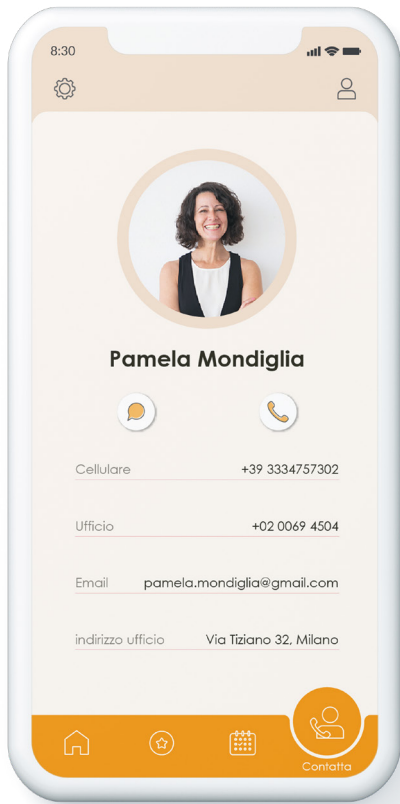 8:30
Pamela Mondiglia
Cellulare +39 3334757302
Ufficio +02 0069 4504
Email pamela.mondiglia@gmail.com
indirizzo ufficio Via Tiziano 32, Milano
Contatta